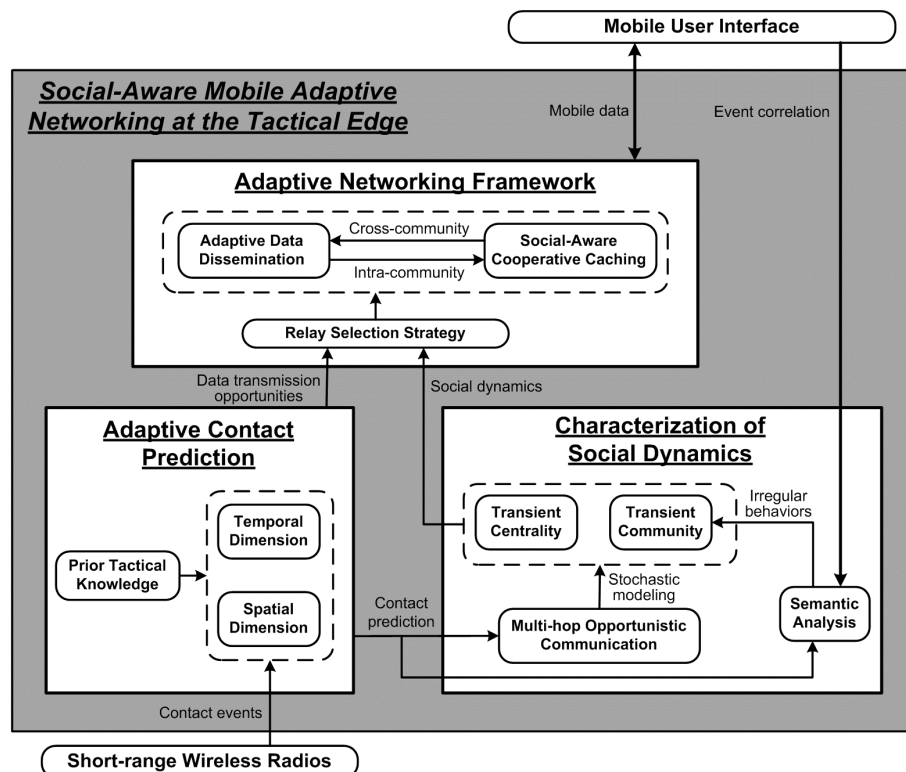 Mobile User Interface
Social-Aware Mobile Adaptive
Networking at the Tactical Edge
Mobile data
Event correlation
Adaptive Networking Framework
Cross-community
Adaptive Data
Dissemination
Social-Aware
Cooperative Caching
Intra-community
Relay Selection Strategy
Data transmission
opportunities
Social dynamics
Adaptive Contact
Prediction
Characterization of
Social Dynamics
Temporal
Dimension
Prior Tactical
Knowledge
Spatial
Dimension
Transient
Centrality
Transient
Community
Irregular
behaviors
Stochastic
modeling
Contact
prediction
Multi-hop Opportunistic
Communication
Semantic
Analysis
Contact events
Short-range Wireless Radios